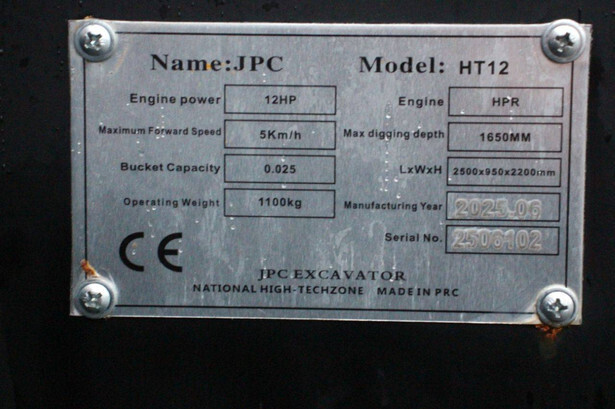 Name:JPC Model: HT12
Engine power 12HP Engine HPR
Maximum Forward Speed 5Km/h Max digging depth 1650MM
Bucket Capacity 0.025 LxWxH 2500x950x2200mm
Operating Weight 1100kg Manufacturing Year 2025.06
Serial No. 2506102
CE
JPC EXCAVATOR
NATIONAL HIGH-TECHZONE MADE IN PRC